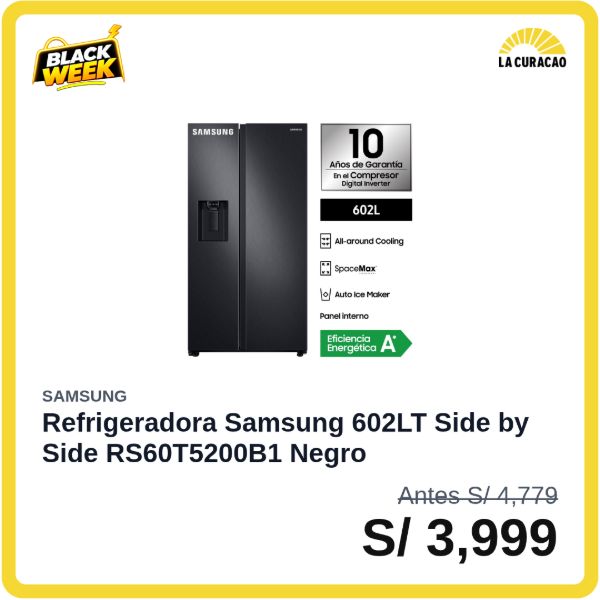 BLACK
WEEK
LA CURACAO
SAMSUNG
10
Años de Garantía
En el Compresor
Digital Inverter
602L
All-around Cooling
SpaceMax
Auto Ice Maker
Panel interno
Eficiencia
Energética A+
SAMSUNG
Refrigeradora Samsung 602LT Side by
Side RS60T5200B1 Negro
Antes S/ 4,779
S/ 3,999